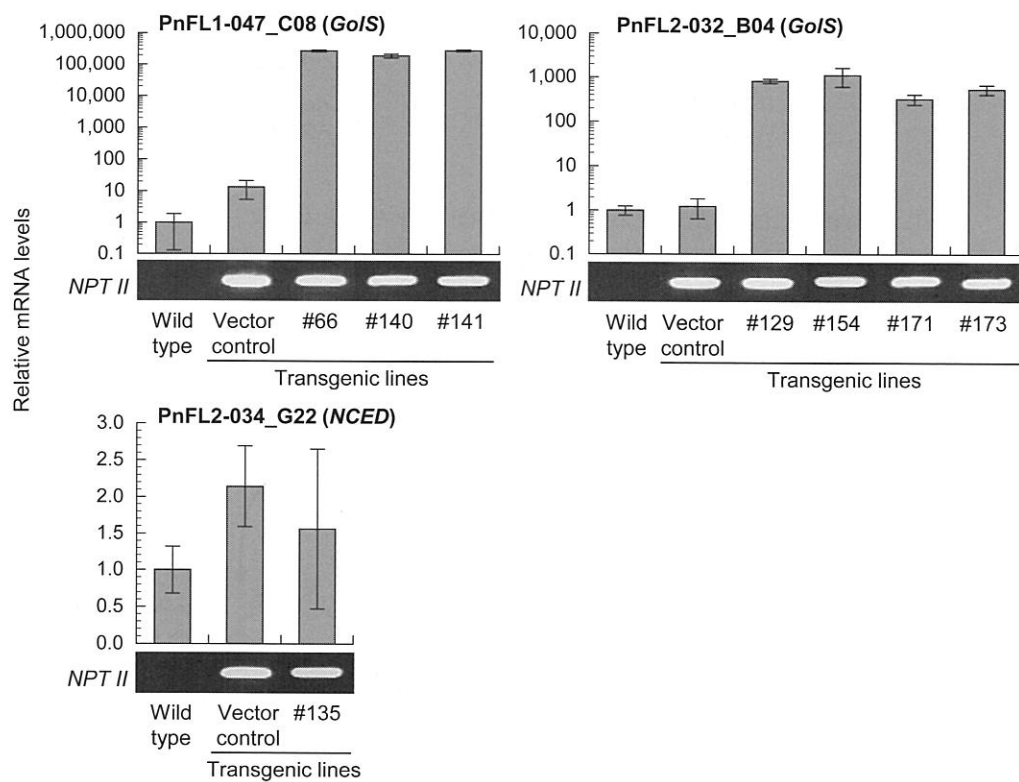 PnFL1-047_C08 (GolS)
1,000,000
100,000
10,000
1,000
100
10
1
0.1
NPT II
Wild type
Vector control
#66
#140
#141
Transgenic lines
PnFL2-032_B04 (GolS)
10,000
1,000
100
10
1
0.1
NPT II
Wild type
Vector control
#129
#154
#171
#173
Transgenic lines
Relative mRNA levels
PnFL2-034_G22 (NCED)
3.0
2.5
2.0
1.5
1.0
0.5
0.0
NPT II
Wild type
Vector control
#135
Transgenic lines